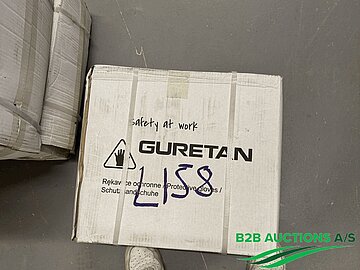 safety at work
GURETAN
Rękawice ochronne / Protective gloves /
Schutzhandschuhe
L158
B2B AUCTIONS A/S